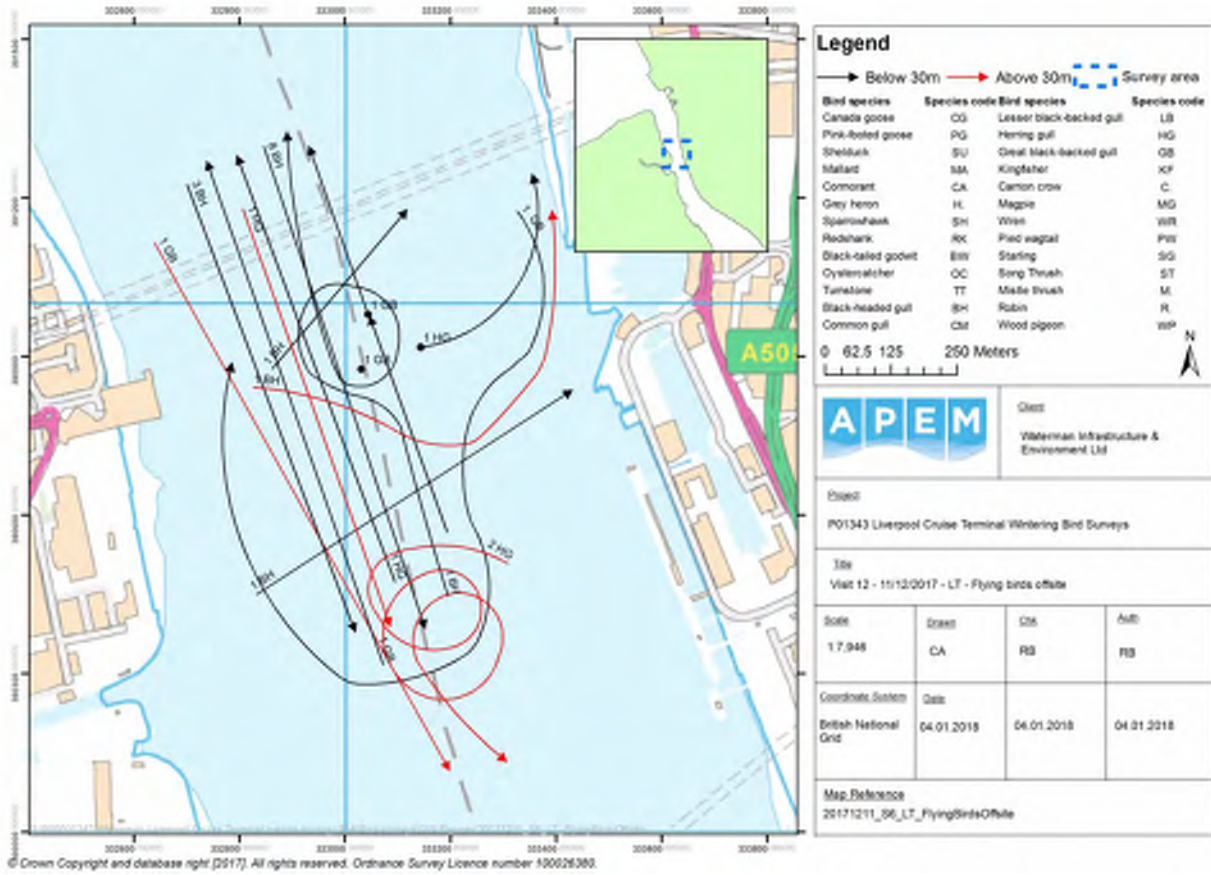 Legend
Below 30m Above 30m Survey area
Bird species Species code Bird species Species code
Canada goose CG Lesser black-backed gull LB
Pink-footed goose PG Herring gull HG
Shelduck SU Great black-backed gull GB
Mallard MA Kingfisher KF
Cormorant CA Carrion crow C.
Grey heron H. Magpie MG
Sparrowhawk SH Wren WR
Redshank RK Pied wagtail PW
Black-tailed godwit BW Starling SG
Oystercatcher OC Song Thrush ST
Turnstone TT Mistle thrush M.
Black-headed gull BH Robin R.
Common gull CM Wood pigeon WP
0 62.5 125 250 Meters
N
APEM
Client
Waterman Infrastructure &
Environment Ltd
Project
P01343 Liverpool Cruise Terminal Wintering Bird Surveys
Title
Visit 12 - 11/12/2017 - LT - Flying birds offsite
Scale Drawn Chk Auth
1:7,946 CA RB RB
Coordinate System Date
British National
Grid
04.01.2018 04.01.2018 04.01.2018
Map Reference
20171211_S6_LT_FlyingBirdsOffsite
3 BH
6 BH
1 GB
1 HG
1 BH
1 BH
2 HG
1 BH
A505
© Crown Copyright and database right [2017]. All rights reserved. Ordnance Survey Licence number 100026380.